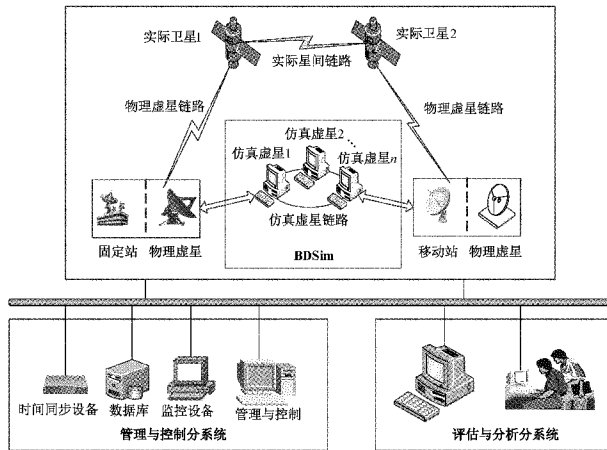 实际卫星1
实际卫星2
实际星间链路
物理虚星链路
物理虚星链路
仿真虚星2
仿真虚星1
仿真虚星n
仿真虚星链路
固定站
物理虚星
BDSim
移动站
物理虚星
时间同步设备
数据库
监控设备
管理与控制
管理与控制分系统
评估与分析分系统